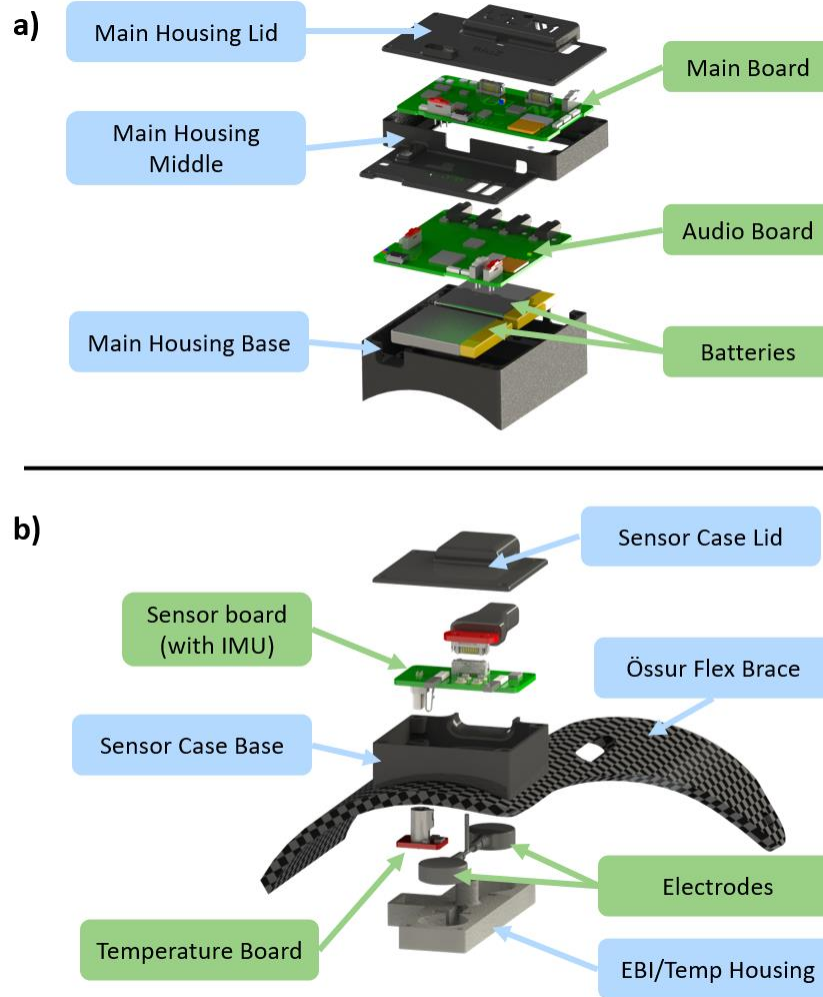 a)
Main Housing Lid
Main Board
Main Housing
Middle
Audio Board
Main Housing Base
Batteries
b)
Sensor Case Lid
Sensor board
(with IMU)
Össur Flex Brace
Sensor Case Base
Electrodes
Temperature Board
EBI/Temp Housing